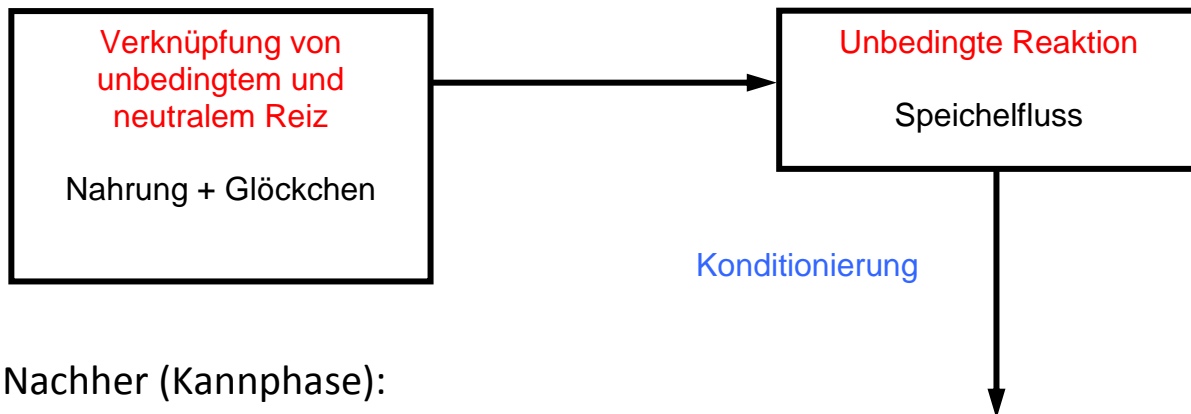 Verknüpfung von
unbedingtem und
neutralem Reiz
Nahrung + Glöckchen
Unbedingte Reaktion
Speichelfluss
Konditionierung
Nachher (Kannphase):